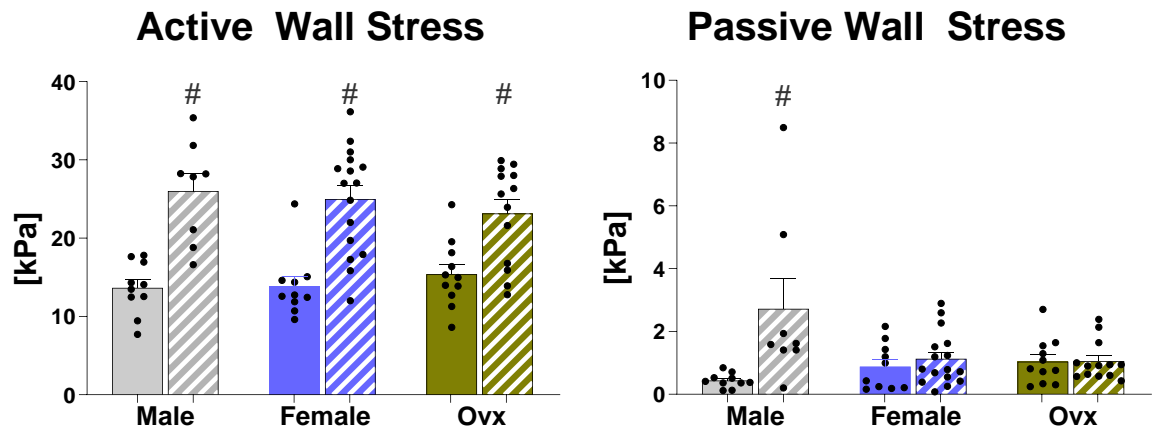 Active Wall Stress
[kPa]
40
30
20
10
0
# # #
Male Female Ovx
Passive Wall Stress
[kPa]
10
8
6
4
2
0
#
Male Female Ovx